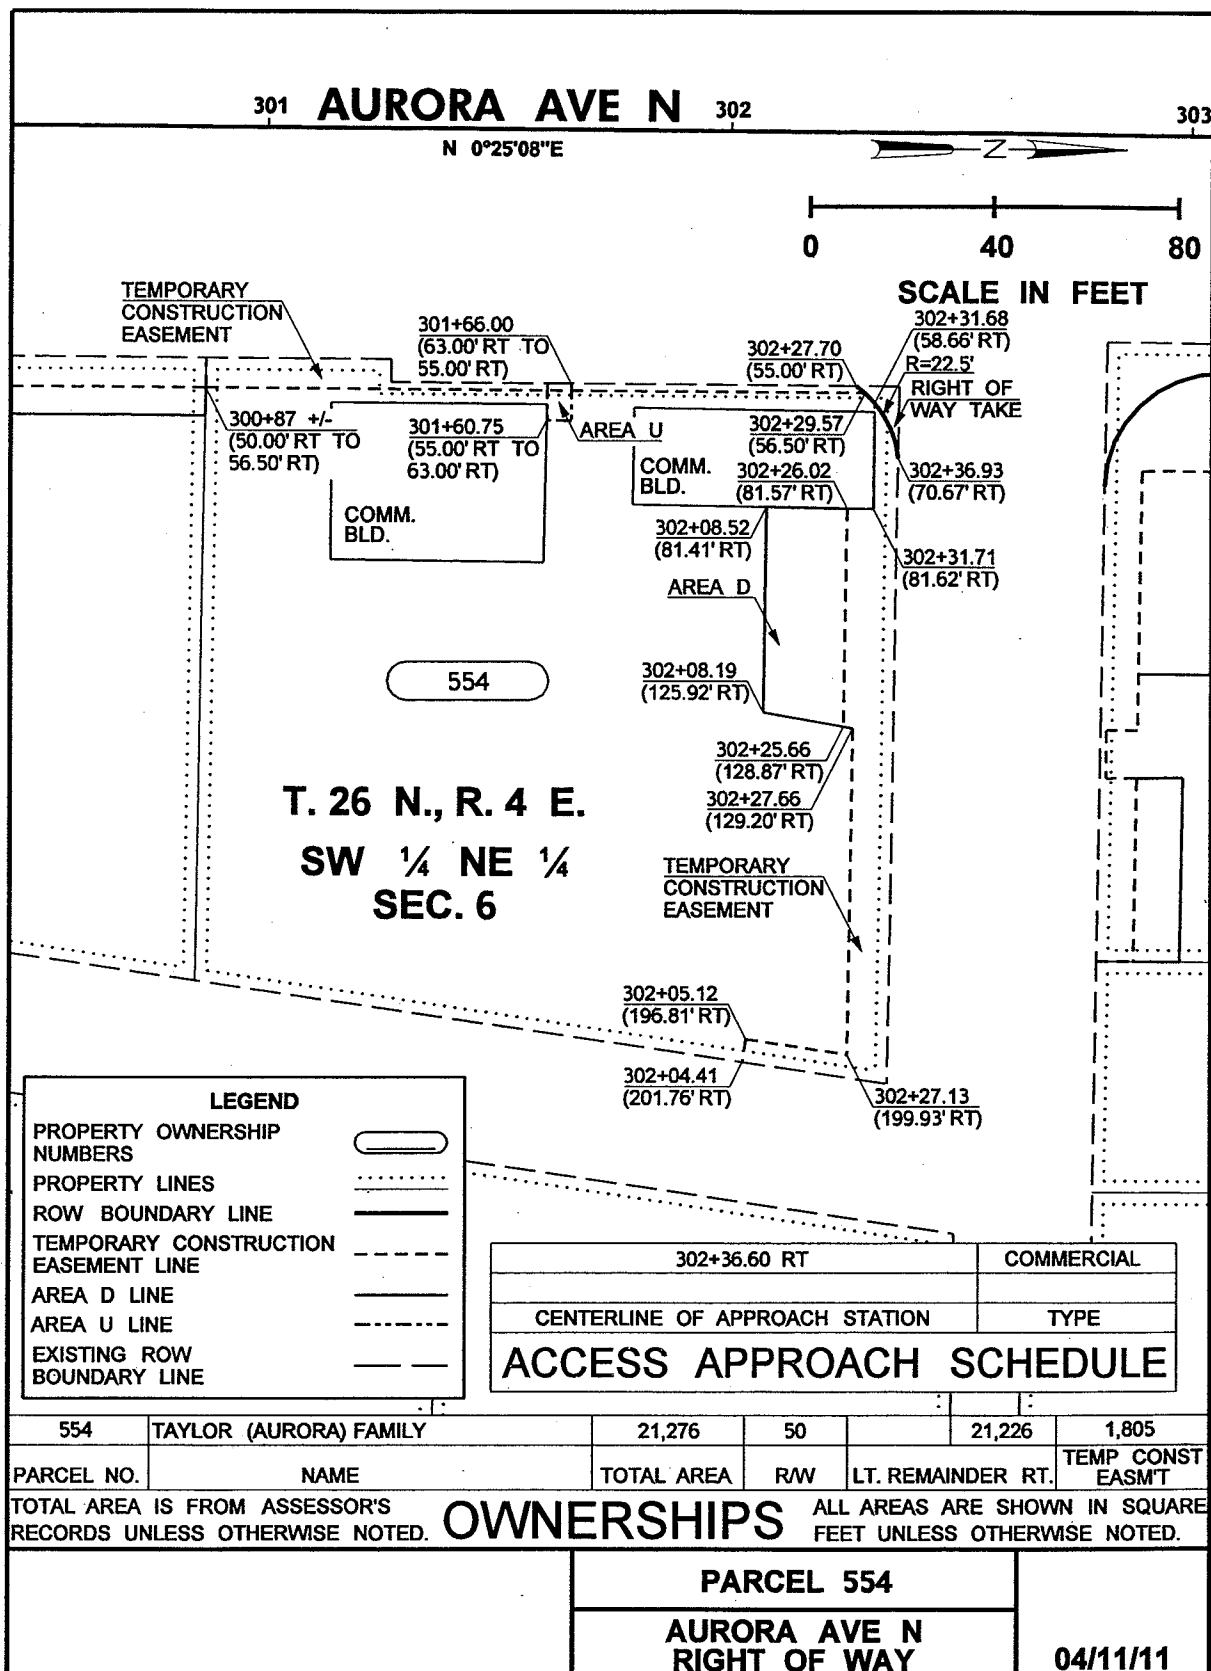 301 AURORA AVE N 302 303
N 0°25'08"E
Z
0 40 80
SCALE IN FEET
TEMPORARY
CONSTRUCTION
EASEMENT
301+66.00
(63.00' RT TO
55.00' RT)
302+27.70
(55.00' RT)
302+31.68
(58.66' RT)
R=22.5'
RIGHT OF
WAY TAKE
300+87 +/-
(50.00' RT TO
56.50' RT)
301+60.75
(55.00' RT TO
63.00' RT)
AREA U
302+29.57
(56.50' RT)
COMM.
BLD.
302+26.02
(81.57' RT)
302+36.93
(70.67' RT)
COMM.
BLD.
302+08.52
(81.41' RT)
302+31.71
(81.62' RT)
AREA D
554
302+08.19
(125.92' RT)
302+25.66
(128.87' RT)
302+27.66
(129.20' RT)
T. 26 N., R. 4 E.
SW ¼ NE ¼
SEC. 6
TEMPORARY
CONSTRUCTION
EASEMENT
302+05.12
(196.81' RT)
302+04.41
(201.76' RT)
302+27.13
(199.93' RT)
LEGEND
PROPERTY OWNERSHIP
NUMBERS
PROPERTY LINES
ROW BOUNDARY LINE
TEMPORARY CONSTRUCTION
EASEMENT LINE
AREA D LINE
AREA U LINE
EXISTING ROW
BOUNDARY LINE
302+36.60 RT COMMERCIAL
CENTERLINE OF APPROACH STATION TYPE
ACCESS APPROACH SCHEDULE
554 TAYLOR (AURORA) FAMILY 21,276 50 21,226 1,805
PARCEL NO. NAME TOTAL AREA R/W LT. REMAINDER RT. TEMP CONST
EASM'T
TOTAL AREA IS FROM ASSESSOR'S
RECORDS UNLESS OTHERWISE NOTED.
OWNERSHIPS
ALL AREAS ARE SHOWN IN SQUARE
FEET UNLESS OTHERWISE NOTED.
PARCEL 554
AURORA AVE N
RIGHT OF WAY
04/11/11